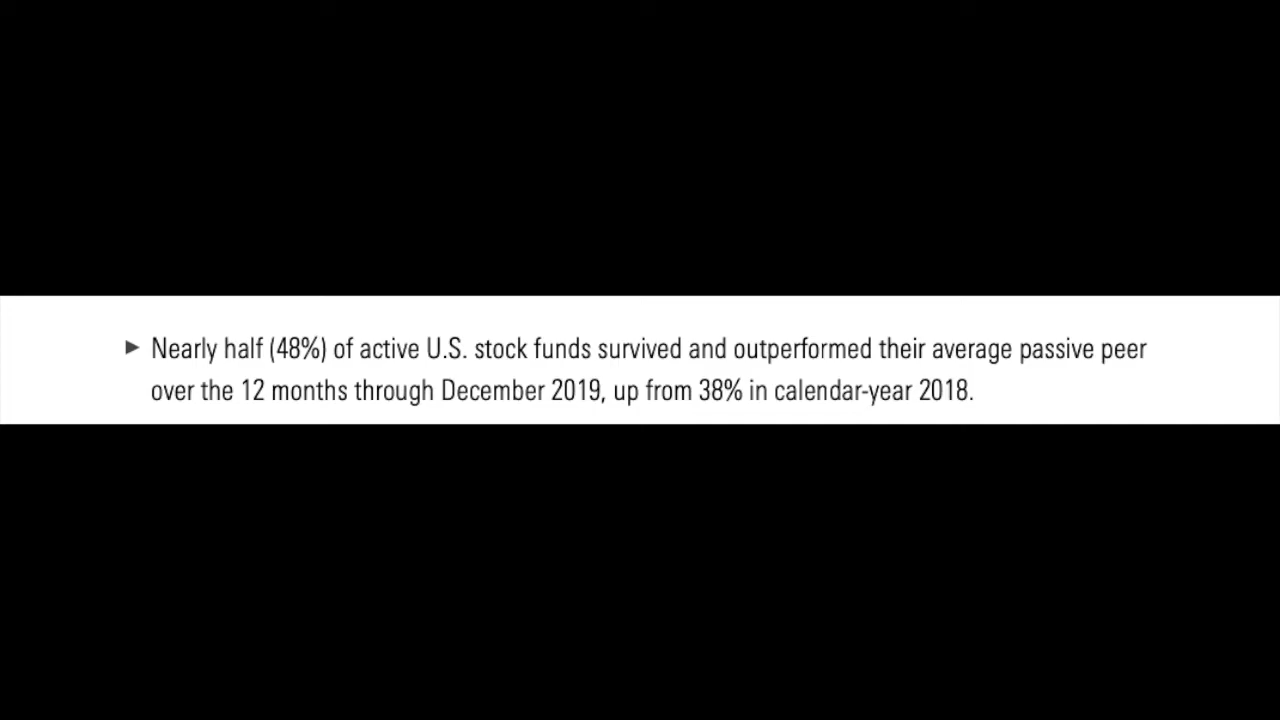 ► Nearly half (48%) of active U.S. stock funds survived and outperformed their average passive peer
over the 12 months through December 2019, up from 38% in calendar-year 2018.